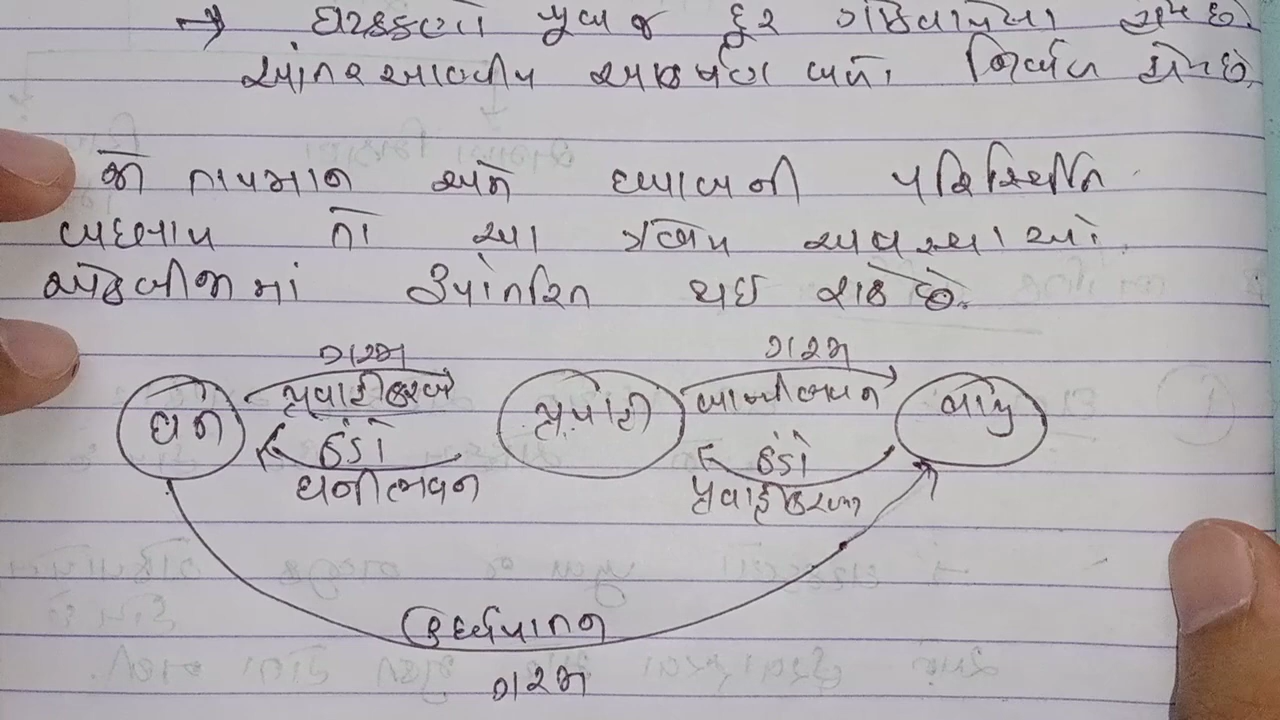 → ઘટકકણો ખુબ જ દુર ગોઠવાયેલા હોય છે.
આંતરઆણ્વીય આકર્ષણ બળો નિર્બળ હોય છે.
જો તાપમાન અને દબાણની પરિસ્થિતિ
બદલાય તો આ ત્રણેય અવસ્થાઓ
એકબીજામાં રૂપાંતરિત થઇ શકે છે.
ગરમ ગરમ
પ્રવાહીકરણ બાષ્પીભવન
ઘન પ્રવાહી વાયુ
ઠંડો ઠંડો
ઘનીભવન પ્રવાહીકરણ
ઉર્ધ્વપાતન
ગરમ